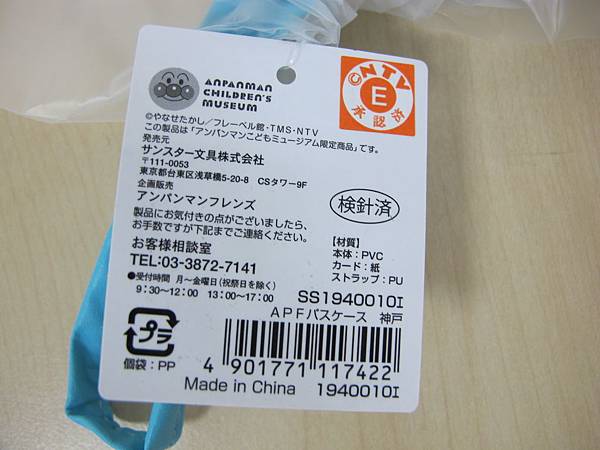 ANPANMAN
CHILDREN'S
MUSEUM
©NTV
E
承認済
©やなせたかし/フレーベル館・TMS・NTV
この製品は「アンパンマンこどもミュージアム限定商品」です。
発売元
サンスター文具株式会社
〒111-0053
東京都台東区浅草橋5-20-8 CSタワー9F
企画販売
アンパンマンフレンズ
製品にお気付きの点がございましたら、
お手数ですが下記までご連絡ください。
お客様相談室
TEL:03-3872-7141
●受付時間 月〜金曜日(祝祭日を除く)
9:30〜12:00 13:00〜17:00
検針済
【材質】
本体:PVC
カード:紙
ストラップ:PU
SS1940010I
APFパスケース 神戸
プラ
個袋:PP
4 901771 117422
Made in China 1940010I